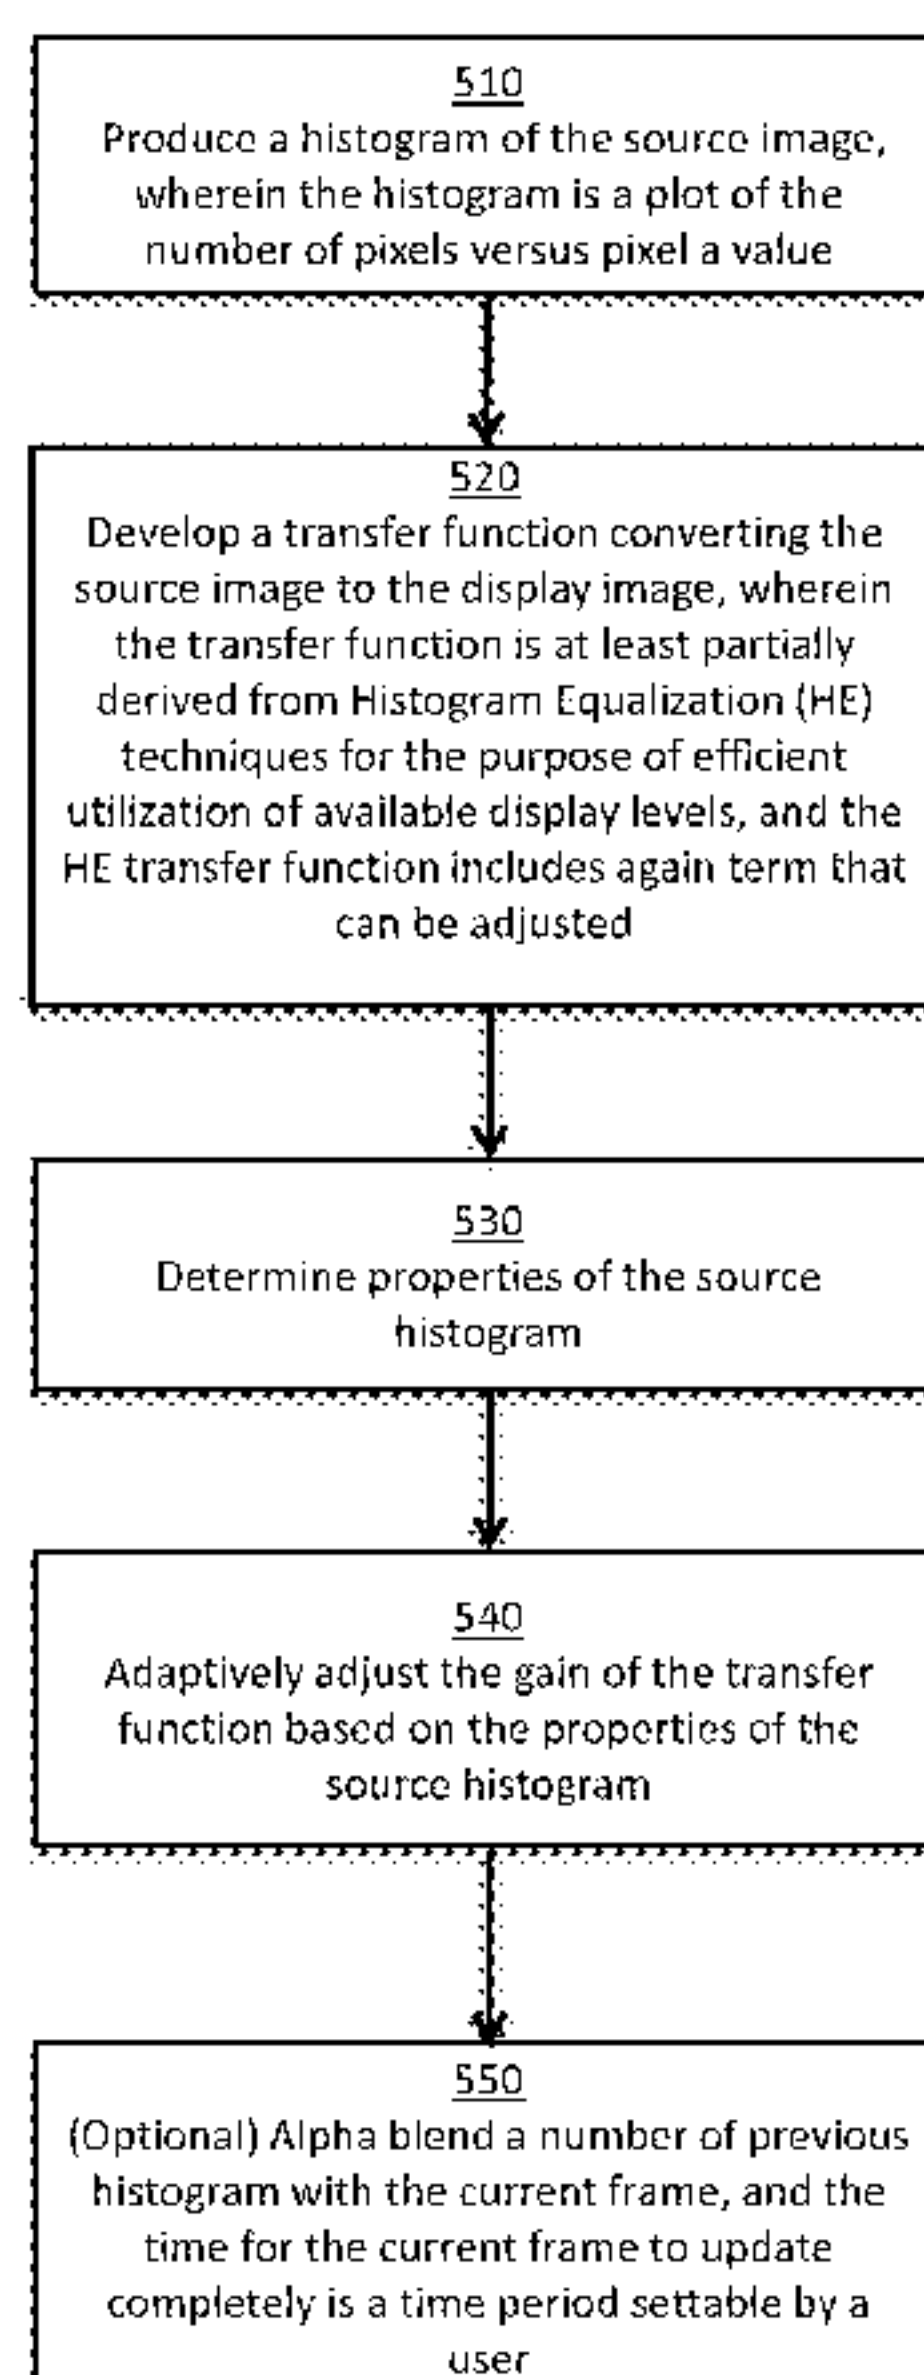 510
Produce a histogram of the source image,
wherein the histogram is a plot of the
number of pixels versus pixel a value
520
Develop a transfer function converting the
source image to the display image, wherein
the transfer function is at least partially
derived from Histogram Equalization (HE)
techniques for the purpose of efficient
utilization of available display levels, and the
HE transfer function includes again term that
can be adjusted
530
Determine properties of the source
histogram
540
Adaptively adjust the gain of the transfer
function based on the properties of the
source histogram
550
(Optional) Alpha blend a number of previous
histogram with the current frame, and the
time for the current frame to update
completely is a time period settable by a
user